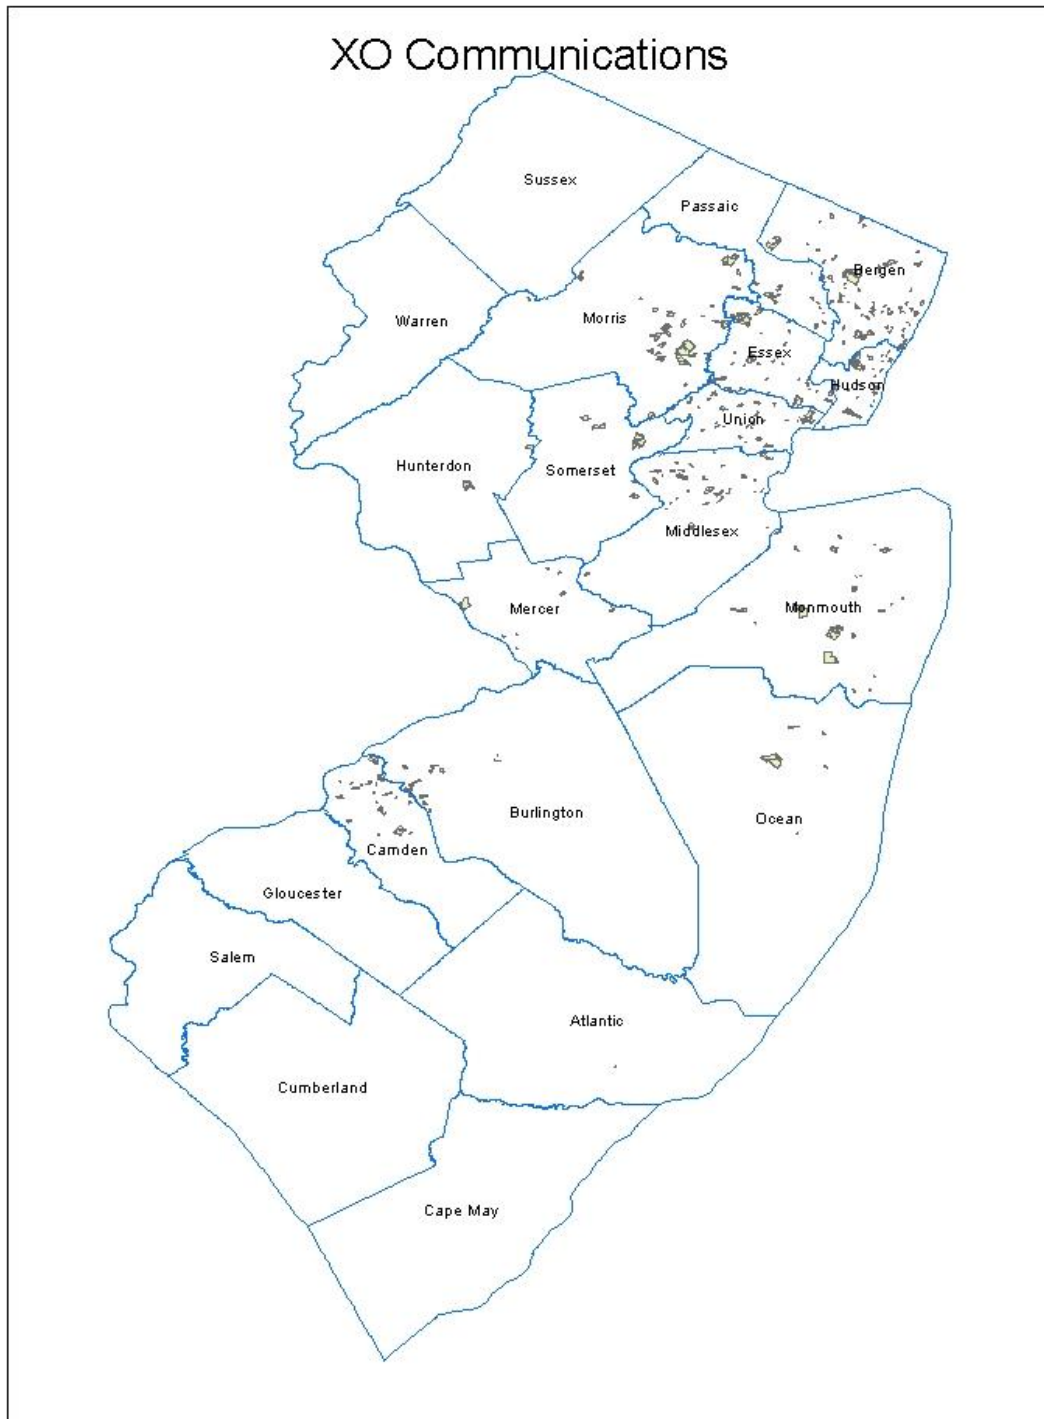 XO Communications
Sussex
Passaic
Bergen
Warren
Morris
Essex
Hudson
Union
Hunterdon
Somerset
Middlesex
Mercer
Monmouth
Burlington
Ocean
Camden
Gloucester
Salem
Atlantic
Cumberland
Cape May